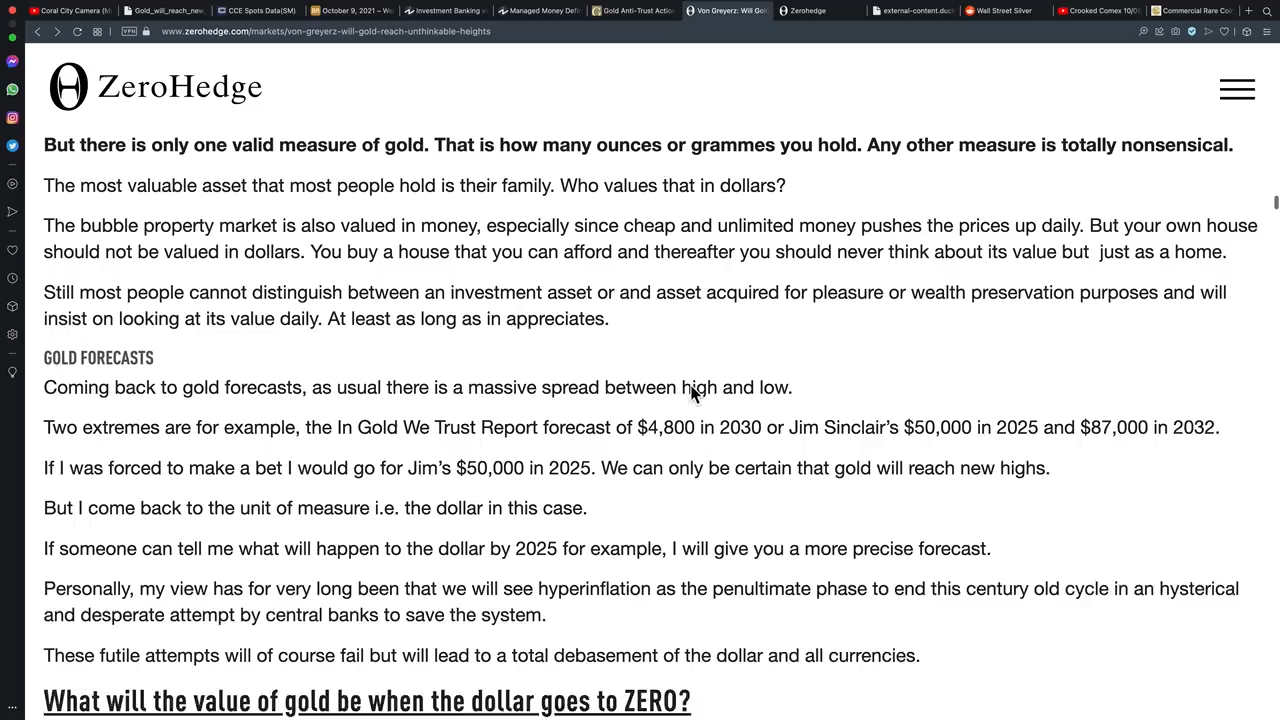 Coral City Camera (M
Gold_will_reach_new
CCE Spots Data(SM)
October 9, 2021 – W
Investment Banking v
Managed Money Defi
Gold Anti-Trust Action
Von Greyerz: Will Gol
Zerohedge
external-content.duc
Wall Street Silver
Crooked Comex 10/0
Commercial Rare Coi
VPN
www.zerohedge.com/markets/von-greyerz-will-gold-reach-unthinkable-heights
ZeroHedge
But there is only one valid measure of gold. That is how many ounces or grammes you hold. Any other measure is totally nonsensical.
The most valuable asset that most people hold is their family. Who values that in dollars?
The bubble property market is also valued in money, especially since cheap and unlimited money pushes the prices up daily. But your own house
should not be valued in dollars. You buy a house that you can afford and thereafter you should never think about its value but just as a home.
Still most people cannot distinguish between an investment asset or and asset acquired for pleasure or wealth preservation purposes and will
insist on looking at its value daily. At least as long as in appreciates.
GOLD FORECASTS
Coming back to gold forecasts, as usual there is a massive spread between high and low.
Two extremes are for example, the In Gold We Trust Report forecast of $4,800 in 2030 or Jim Sinclair’s $50,000 in 2025 and $87,000 in 2032.
If I was forced to make a bet I would go for Jim’s $50,000 in 2025. We can only be certain that gold will reach new highs.
But I come back to the unit of measure i.e. the dollar in this case.
If someone can tell me what will happen to the dollar by 2025 for example, I will give you a more precise forecast.
Personally, my view has for very long been that we will see hyperinflation as the penultimate phase to end this century old cycle in an hysterical
and desperate attempt by central banks to save the system.
These futile attempts will of course fail but will lead to a total debasement of the dollar and all currencies.
What will the value of gold be when the dollar goes to ZERO?